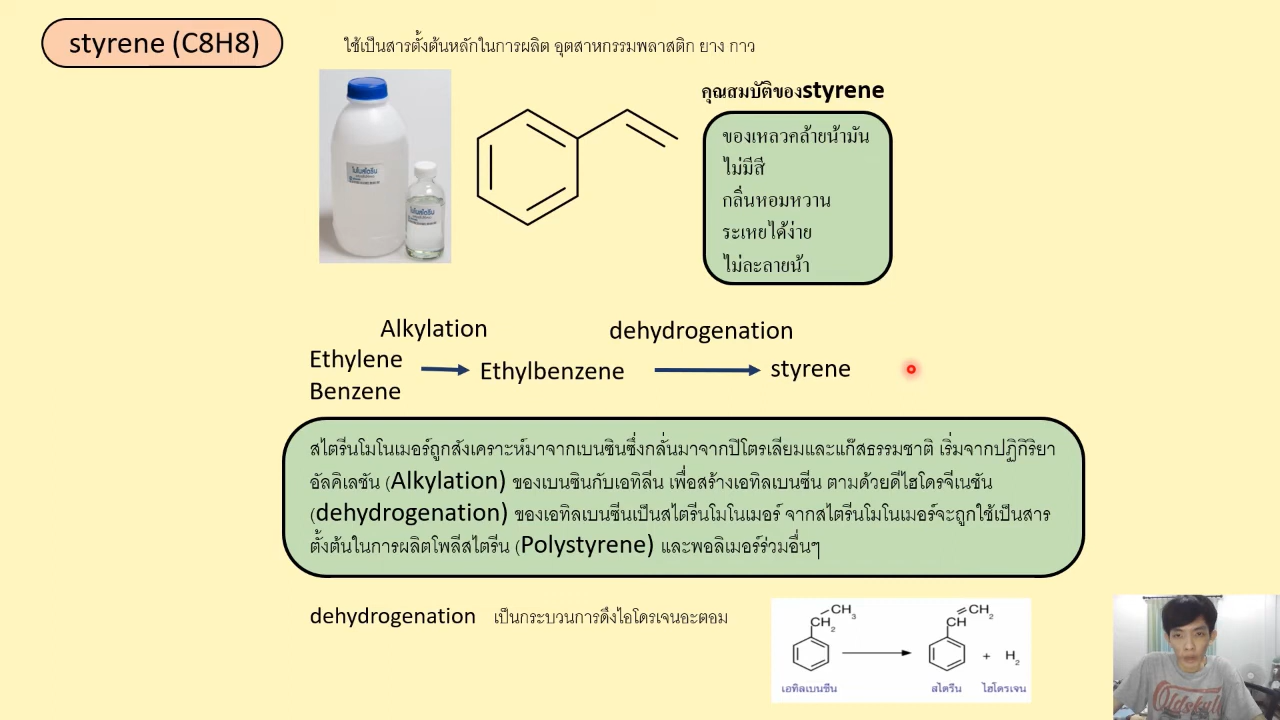 styrene (C8H8)
ใช้เป็นสารตั้งต้นหลักในการผลิต อุตสาหกรรมพลาสติก ยาง กาว
คุณสมบัติของstyrene
ของเหลวคล้ายน้ำมัน
ไม่มีสี
กลิ่นหอมหวาน
ระเหยได้ง่าย
ไม่ละลายน้ำ
โมโนสไตรีน
โมโนสไตรีน
Alkylation
dehydrogenation
Ethylene
Benzene
Ethylbenzene
styrene
สไตรีนโมโนเมอร์ถูกสังเคราะห์มาจากเบนซินซึ่งกลั่นมาจากปิโตรเลียมและแก๊สธรรมชาติ เริ่มจากปฏิกิริยา
อัลคิเลชัน (Alkylation) ของเบนซินกับเอทิลีน เพื่อสร้างเอทิลเบนซีน ตามด้วยดีไฮโดรจีเนชัน
(dehydrogenation) ของเอทิลเบนซีนเป็นสไตรีนโมโนเมอร์ จากสไตรีนโมโนเมอร์จะถูกใช้เป็นสาร
ตั้งต้นในการผลิตโพลีสไตรีน (Polystyrene) และพอลิเมอร์ร่วมอื่นๆ
dehydrogenation เป็นกระบวนการดึงไฮโดรเจนอะตอม
CH3
CH2
CH2
CH
+ H2
เอทิลเบนซีน
สไตรีน
ไฮโดรเจน
Oldskull